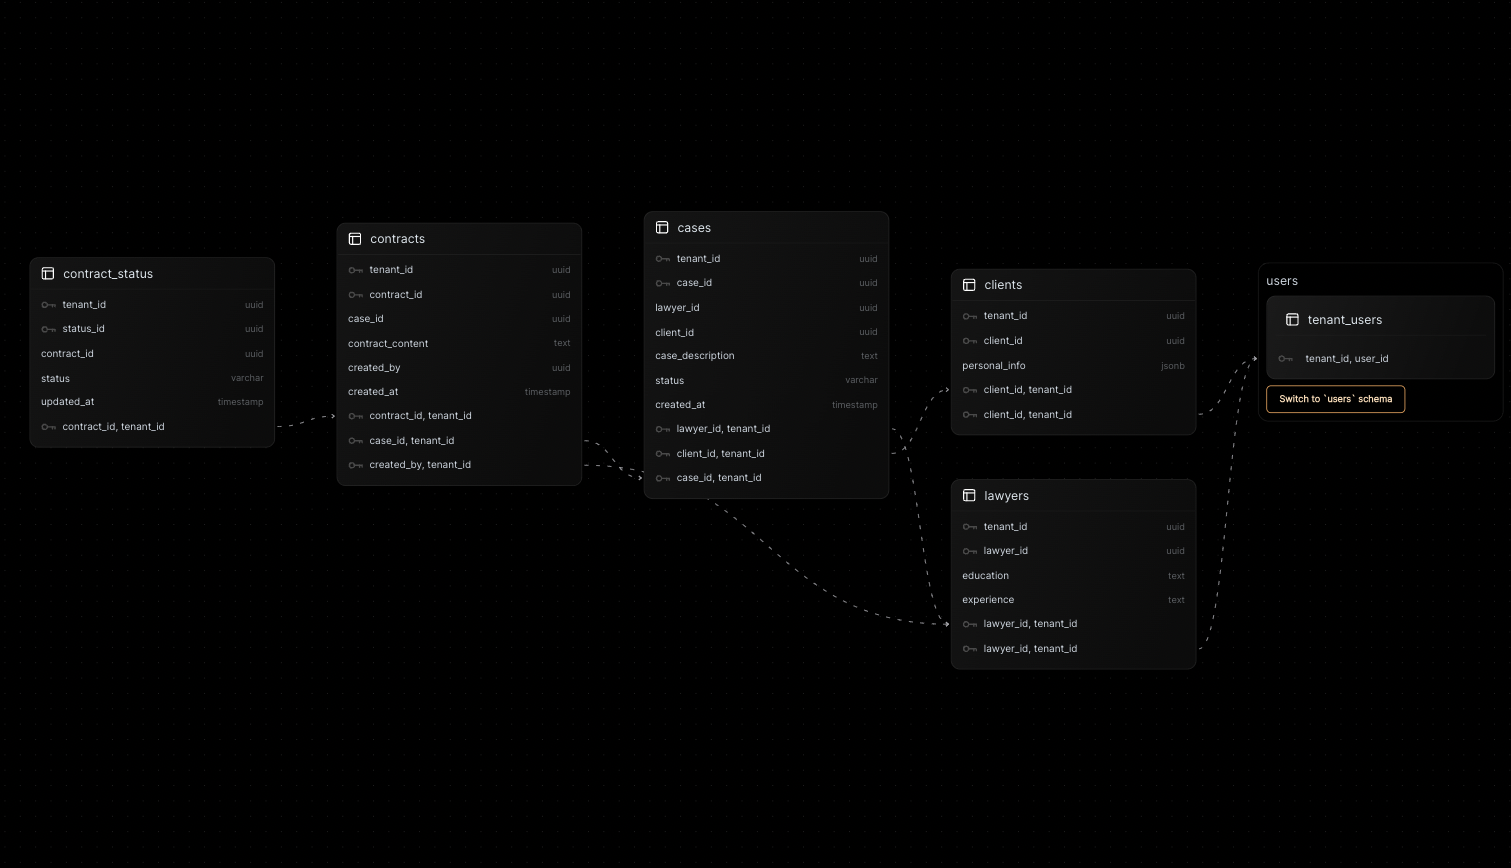 contract_status
tenant_id uuid
status_id uuid
contract_id uuid
status varchar
updated_at timestamp
contract_id, tenant_id
contracts
tenant_id uuid
contract_id uuid
case_id uuid
contract_content text
created_by uuid
created_at timestamp
contract_id, tenant_id
case_id, tenant_id
created_by, tenant_id
cases
tenant_id uuid
case_id uuid
lawyer_id uuid
client_id uuid
case_description text
status varchar
created_at timestamp
lawyer_id, tenant_id
client_id, tenant_id
case_id, tenant_id
clients
tenant_id uuid
client_id uuid
personal_info jsonb
client_id, tenant_id
client_id, tenant_id
lawyers
tenant_id uuid
lawyer_id uuid
education text
experience text
lawyer_id, tenant_id
lawyer_id, tenant_id
users
tenant_users
tenant_id, user_id
Switch to `users` schema